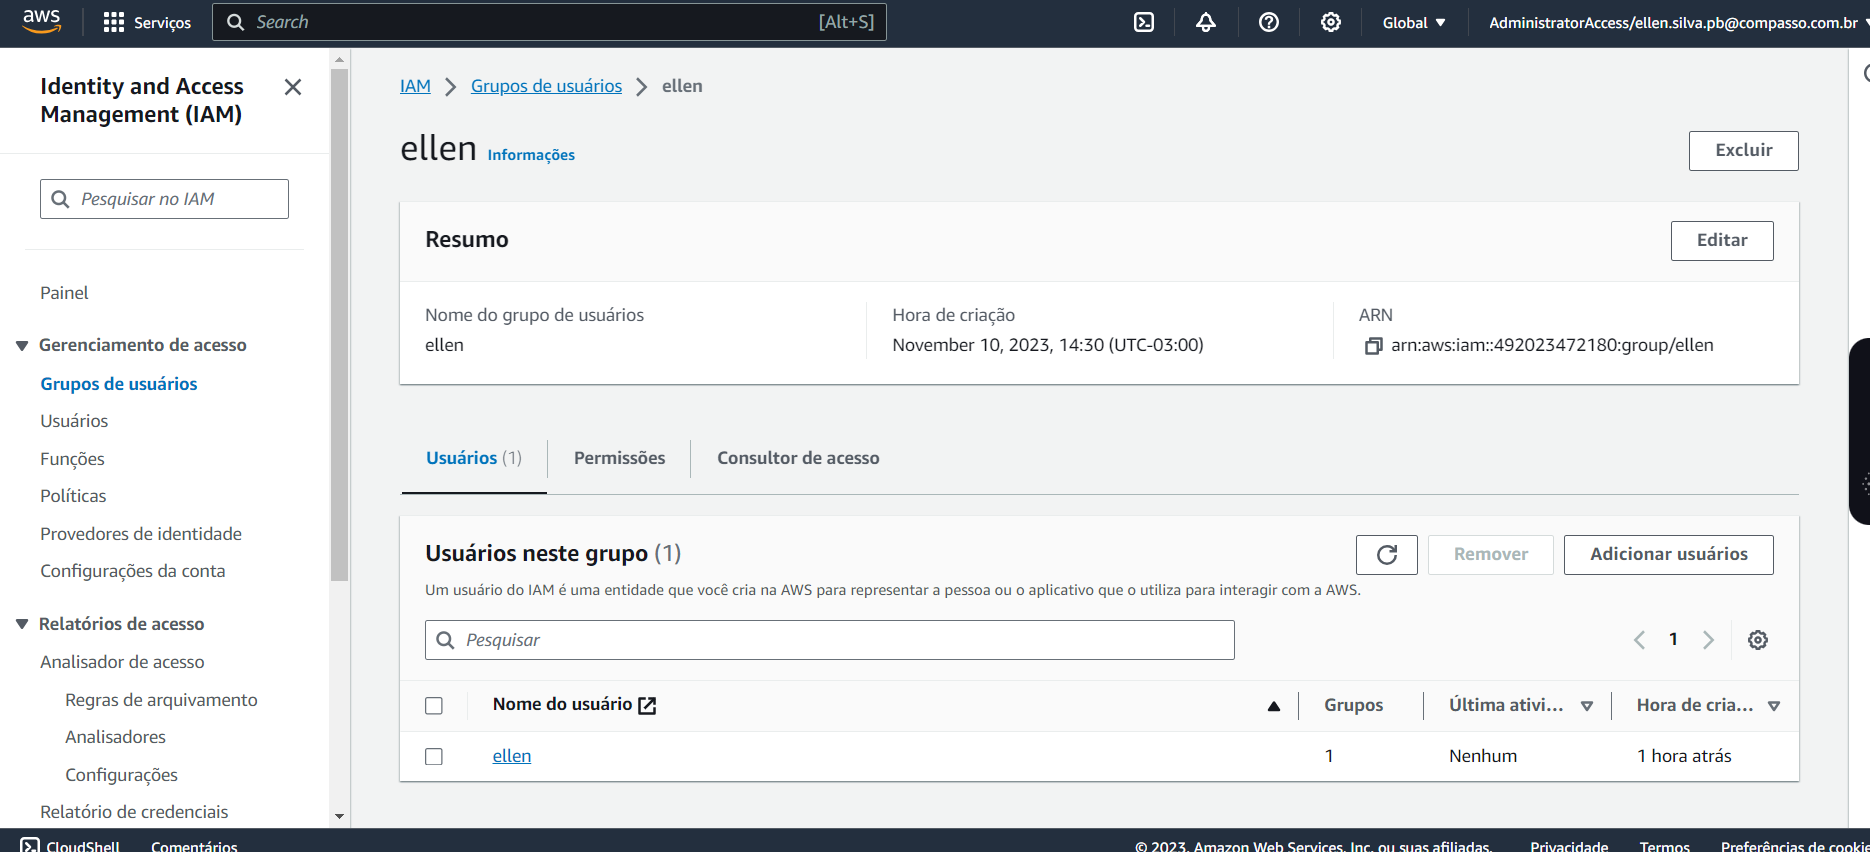 aws
Serviços
Search
[Alt+S]
Global
AdministratorAccess/ellen.silva.pb@compasso.com.br
Identity and Access
Management (IAM)
Pesquisar no IAM
Painel
Gerenciamento de acesso
Grupos de usuários
Usuários
Funções
Políticas
Provedores de identidade
Configurações da conta
Relatórios de acesso
Analisador de acesso
Regras de arquivamento
Analisadores
Configurações
Relatório de credenciais
IAM
Grupos de usuários
ellen
ellen
Informações
Excluir
Resumo
Editar
Nome do grupo de usuários
ellen
Hora de criação
November 10, 2023, 14:30 (UTC-03:00)
ARN
arn:aws:iam::492023472180:group/ellen
Usuários (1)
Permissões
Consultor de acesso
Usuários neste grupo (1)
Remover
Adicionar usuários
Um usuário do IAM é uma entidade que você cria na AWS para representar a pessoa ou o aplicativo que o utiliza para interagir com a AWS.
Pesquisar
1
Nome do usuário
Grupos
Última ativi...
Hora de cria...
ellen
1
Nenhum
1 hora atrás
CloudShell
Comentários
© 2023, Amazon Web Services, Inc. ou suas afiliadas.
Privacidade
Termos
Preferências de cookie